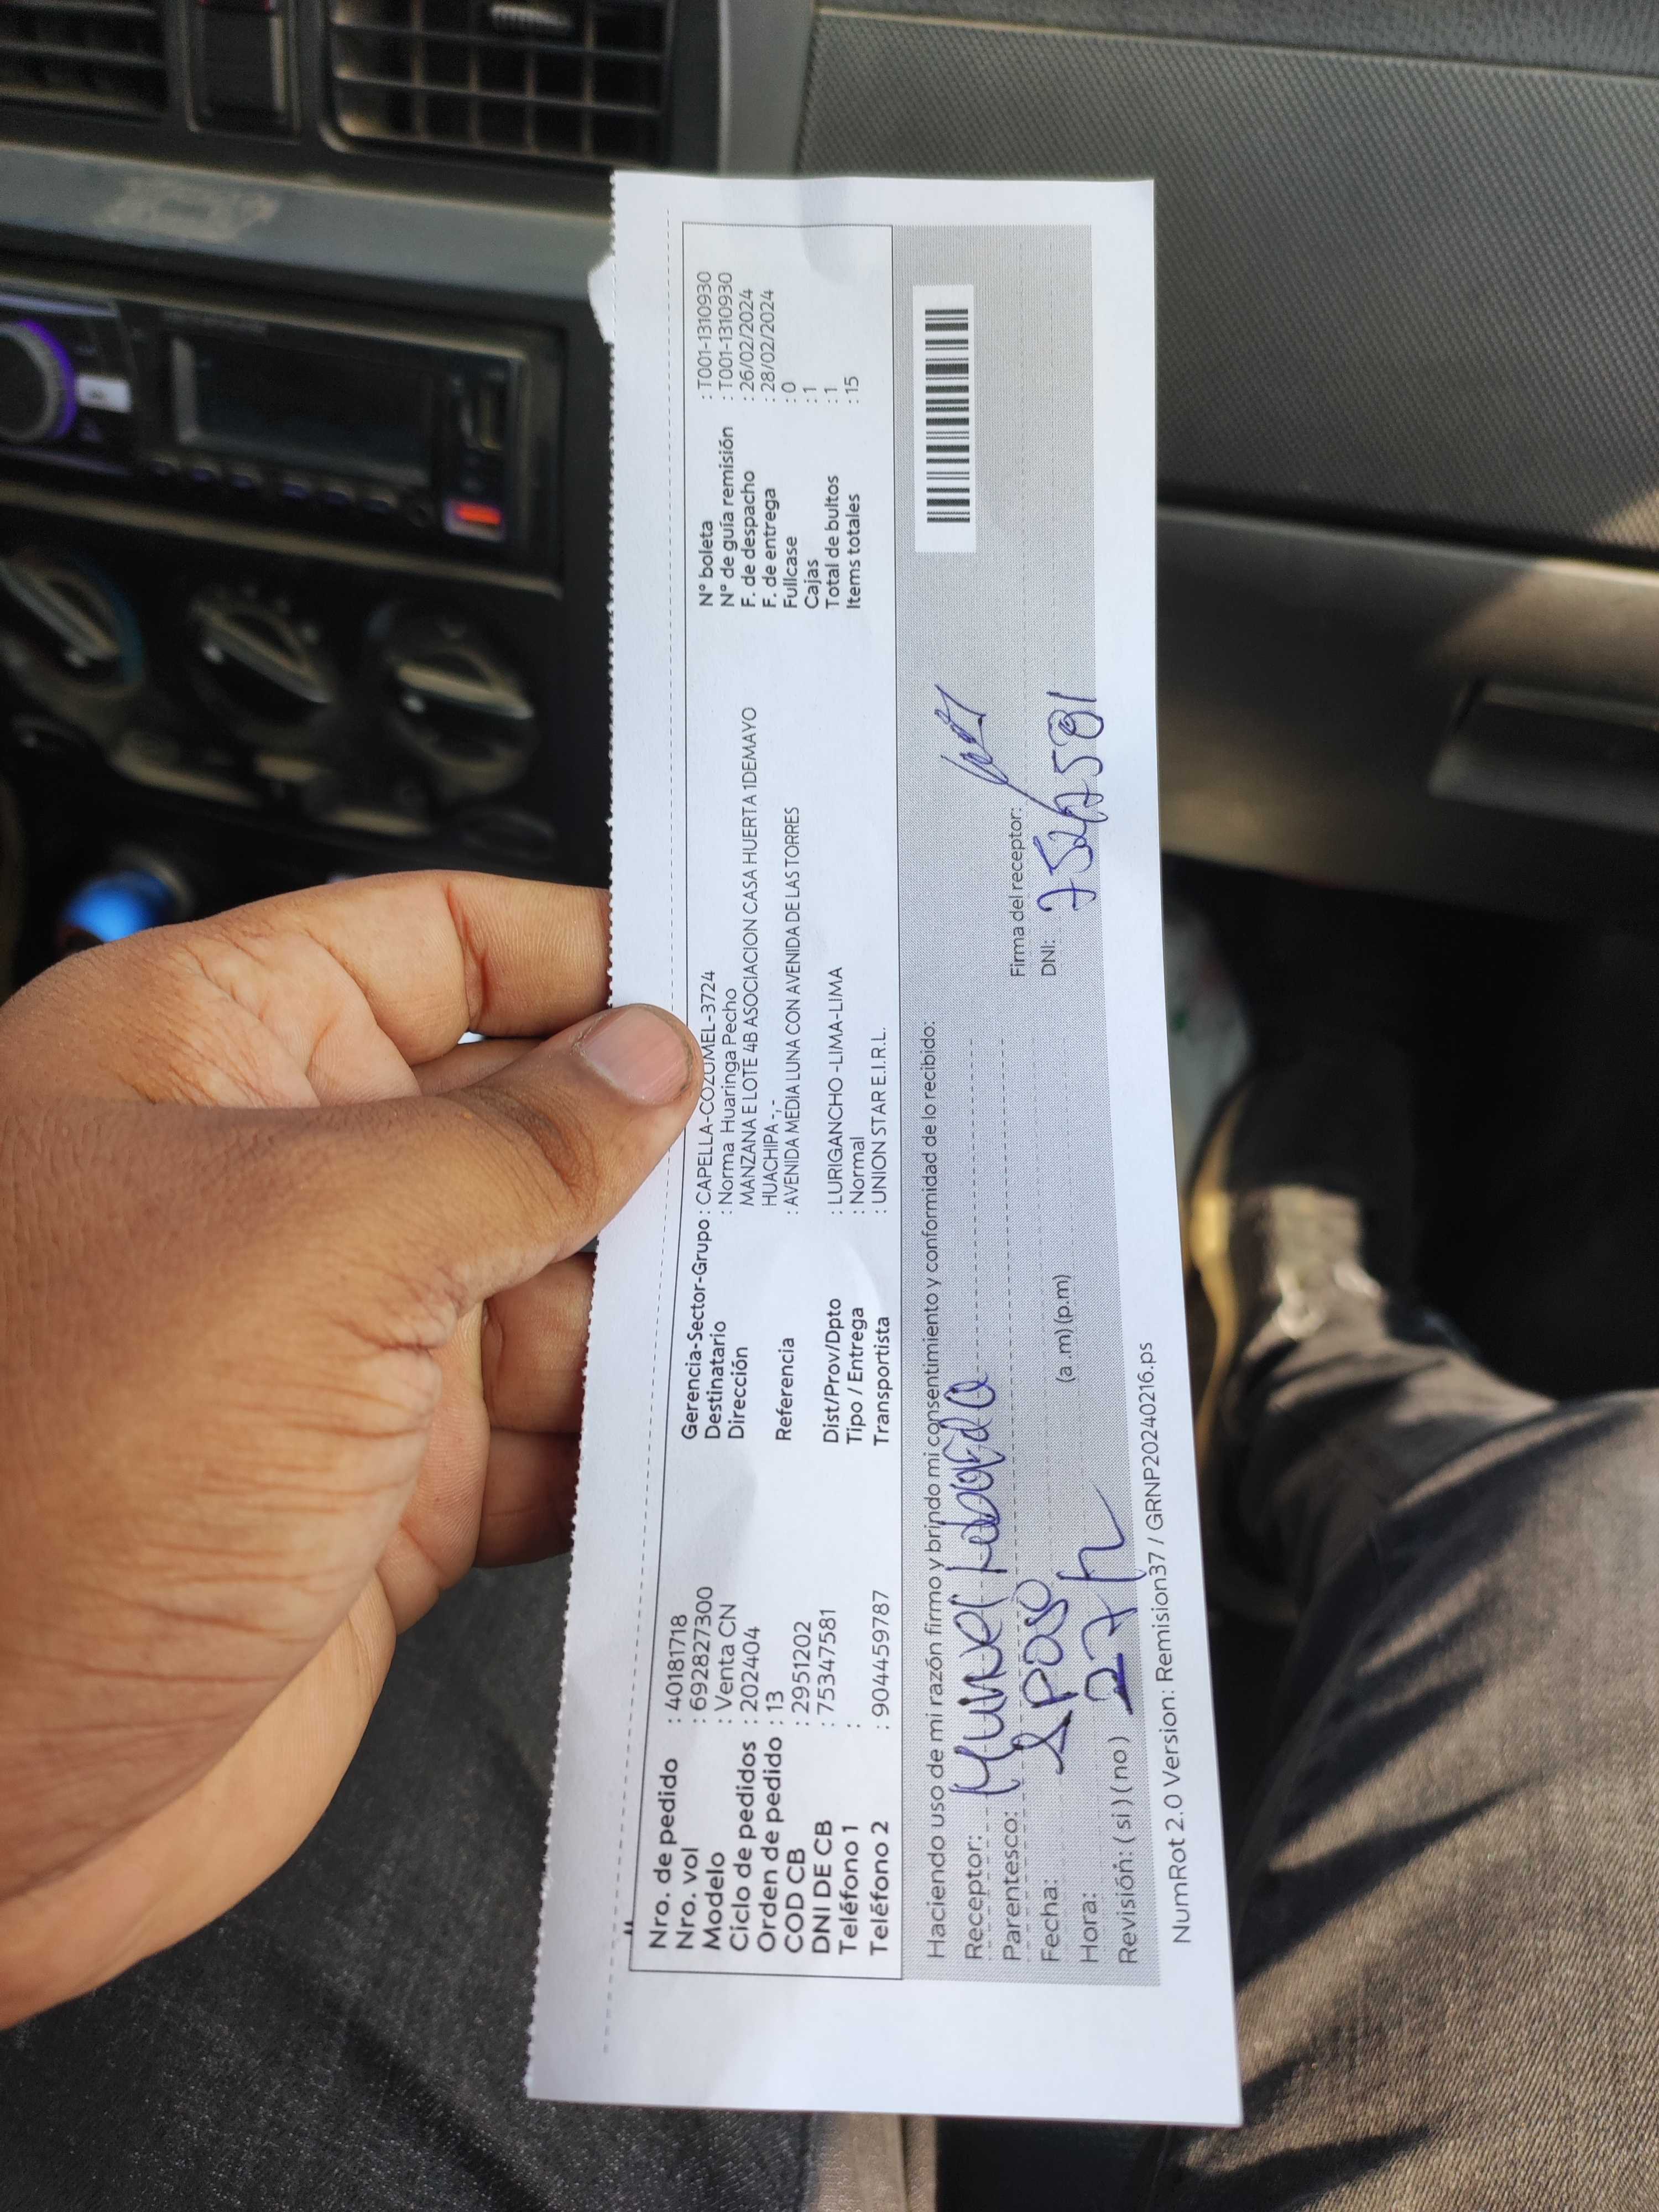 Nro. de pedido : 40181718
Nro. vol : 6928273​00
Modelo : Venta CN
Ciclo de pedidos : 202404
Orden de pedido : 13
COD CB : 2951202
DNI DE CB : 75347581
Teléfono 1 :
Teléfono 2 : 904459787
Gerencia-Sector-Grupo : CAPELLA-COZUMEL-3724
Destinatario : Norma Huaringa Pecho
Dirección MANZANA E LOTE 4B ASOCIACION CASA HUERTA 1DEMAYO
HUACHIPA -,-
Referencia : AVENIDA MEDIA LUNA CON AVENIDA DE LAS TORRES
Dist/Prov/Dpto : LURIGANCHO -LIMA-LIMA
Tipo / Entrega : Normal
Transportista : UNION STAR E.I.R.L.
N° boleta : T001-1310930
N° de guía remisión : T001-1310930
F. de despacho : 26/02/2024
F. de entrega : 28/02/2024
Fullcase : 0
Cajas : 1
Total de bultos : 1
Items totales : 15
Haciendo uso de mi razón firmo y brindo mi consentimiento y conformidad de lo recibido:
Receptor:
Parentesco:
Fecha:
Hora: (a .m) (p.m)
Revisión: ( si ) ( no )
Firma del receptor:
DNI:
NumRot 2.0 Version: Remision37 / GRNP20240216.ps